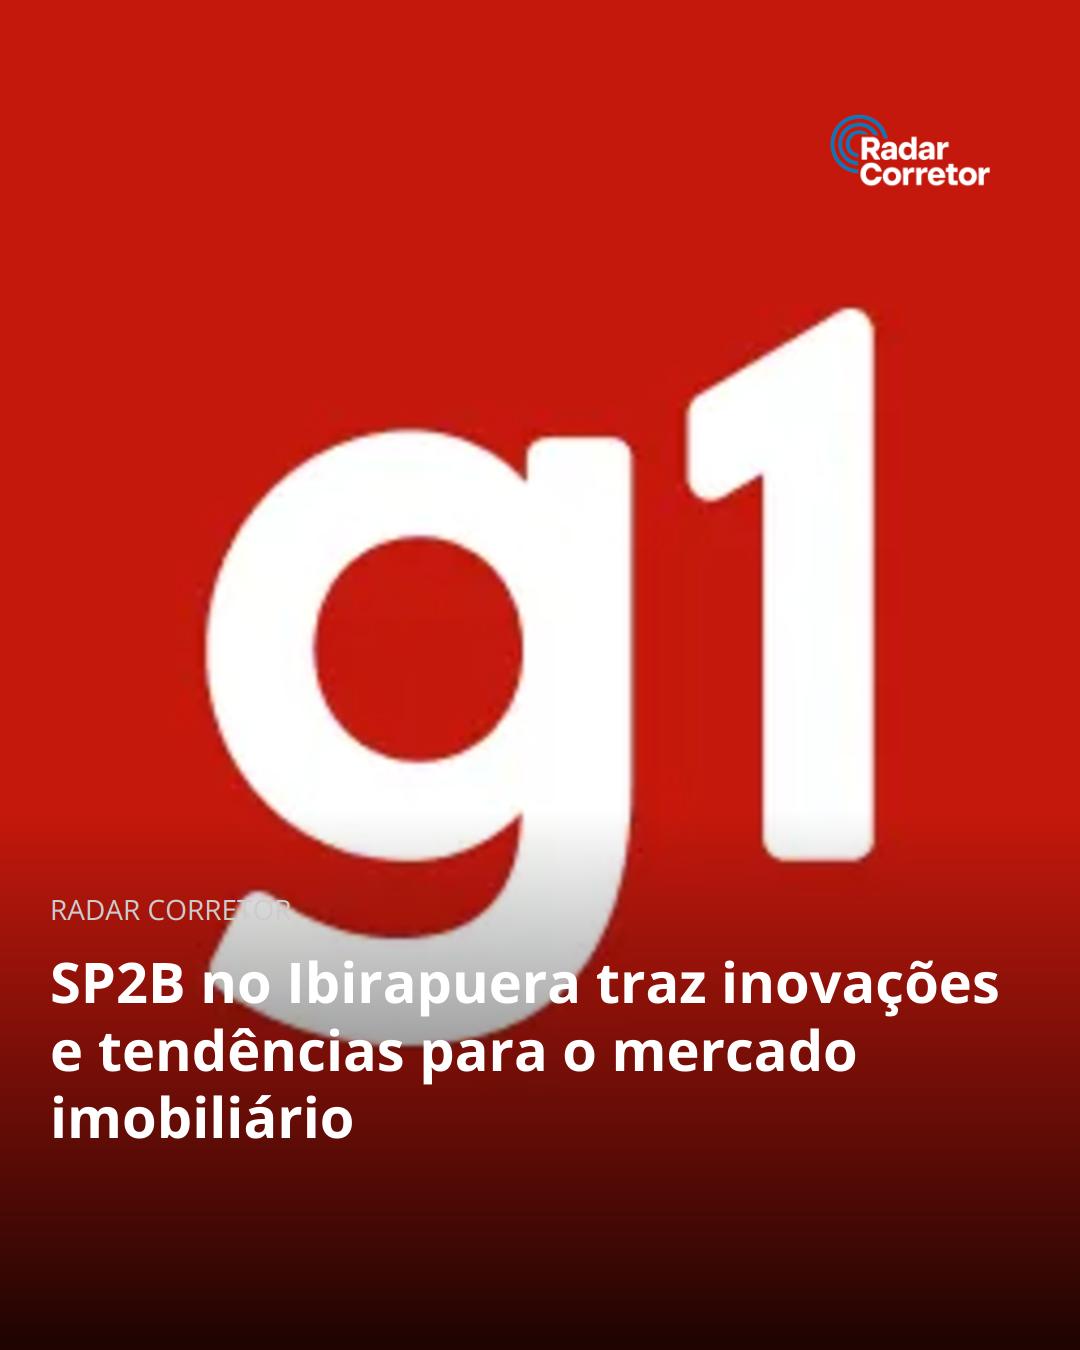 Radar
Corretor
g1
RADAR CORRETOR
SP2B no Ibirapuera traz inovações
e tendências para o mercado
imobiliário